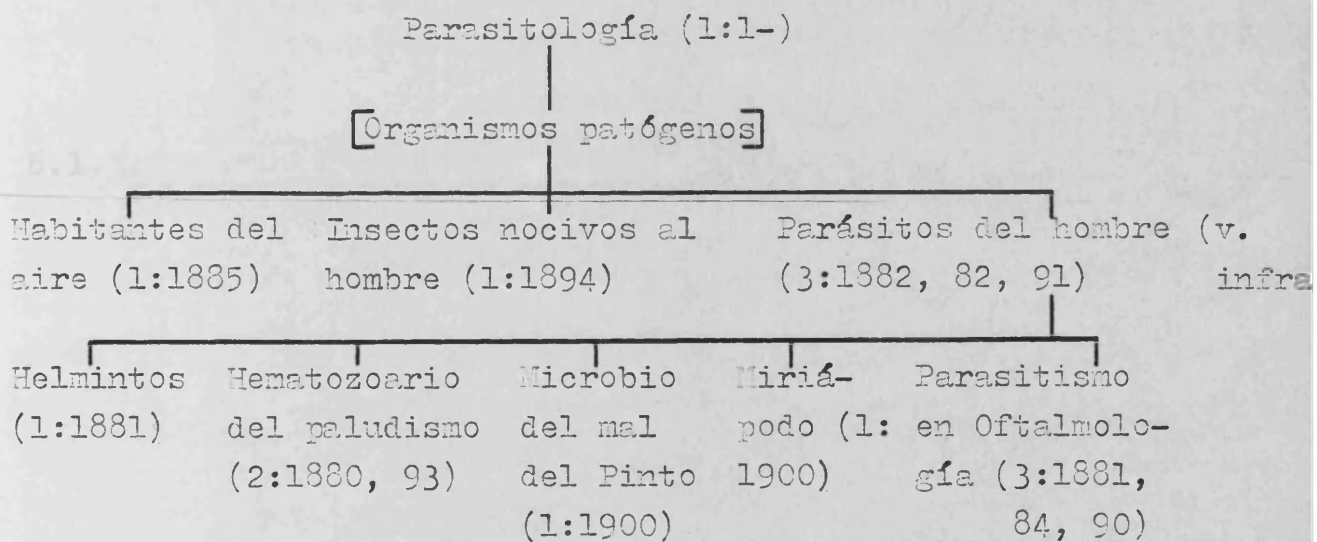 Parasitología (1:1-)
[Organismos patógenos]
6.1.
Habitantes del
aire (1:1885)
Insectos nocivos al
hombre (1:1894)
Parásitos del hombre (v.
(3:1882, 82, 91) infra
Helmintos
(1:1881)
Hematozoario
del paludismo
(2:1880, 93)
Microbio
del mal
del Pinto
(1:1900)
Miriá-
podo (1:
1900)
Parasitismo
en Oftalmolo-
gía (3:1881,
84, 90)